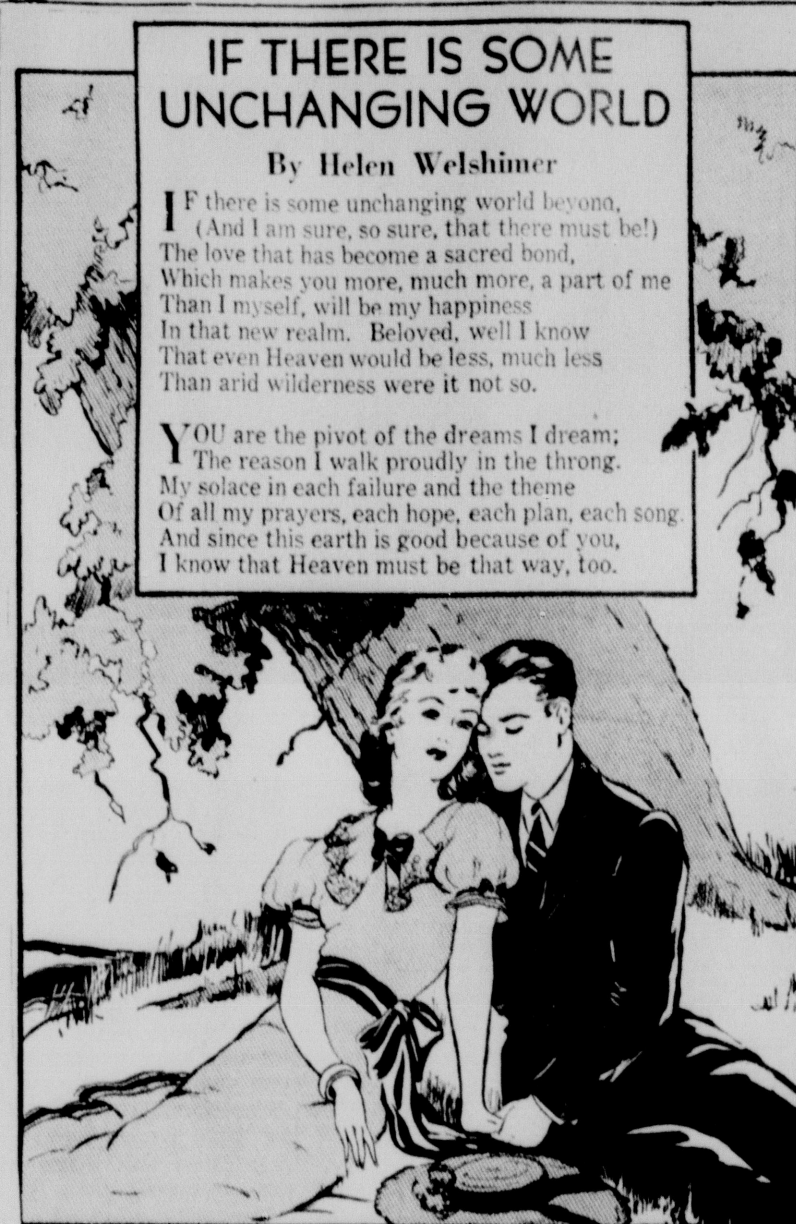 IF THERE IS SOME
UNCHANGING WORLD
By Helen Welshimer
IF there is some unchanging world beyond,
(And I am sure, so sure, that there must be!)
The love that has become a sacred bond,
Which makes you more, much more, a part of me
Than I myself, will be my happiness
In that new realm. Beloved, well I know
That even Heaven would be less, much less
Than arid wilderness were it not so.
YOU are the pivot of the dreams I dream;
The reason I walk proudly in the throng.
My solace in each failure and the theme
Of all my prayers, each hope, each plan, each song.
And since this earth is good because of you,
I know that Heaven must be that way, too.